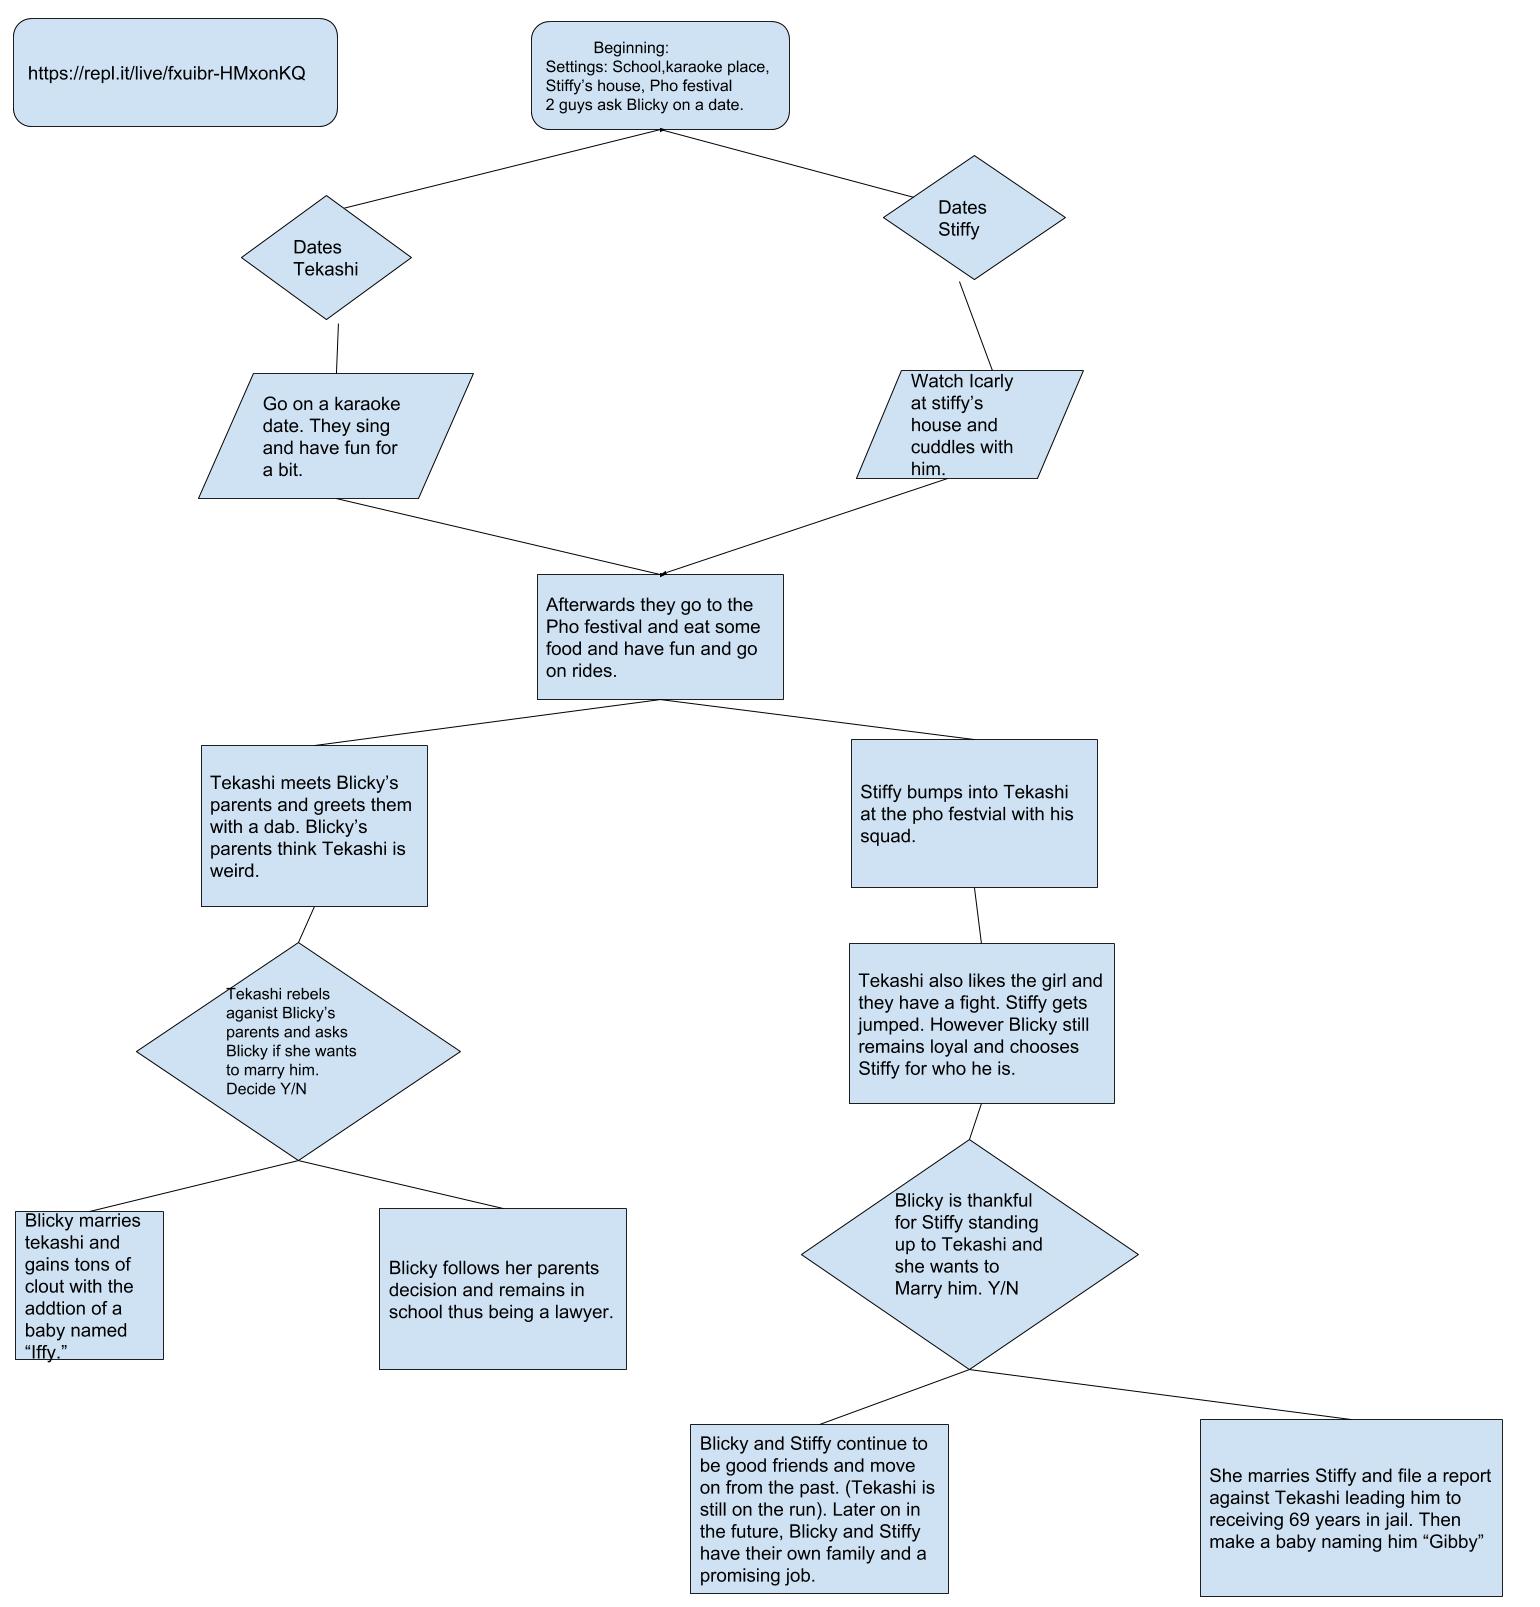 https://repl.it/live/fxuibr-HMxonKQ
Beginning:
Settings: School,karaoke place,
Stiffy’s house, Pho festival
2 guys ask Blicky on a date.
Dates
Tekashi
Dates
Stiffy
Go on a karaoke
date. They sing
and have fun for
a bit.
Watch Icarly
at stiffy’s
house and
cuddles with
him.
Afterwards they go to the
Pho festival and eat some
food and have fun and go
on rides.
Tekashi meets Blicky’s
parents and greets them
with a dab. Blicky’s
parents think Tekashi is
weird.
Stiffy bumps into Tekashi
at the pho festvial with his
squad.
Tekashi rebels
aganist Blicky’s
parents and asks
Blicky if she wants
to marry him.
Decide Y/N
Tekashi also likes the girl and
they have a fight. Stiffy gets
jumped. However Blicky still
remains loyal and chooses
Stiffy for who he is.
Blicky marries
tekashi and
gains tons of
clout with the
addtion of a
baby named
“Iffy.”
Blicky follows her parents
decision and remains in
school thus being a lawyer.
Blicky is thankful
for Stiffy standing
up to Tekashi and
she wants to
Marry him. Y/N
Blicky and Stiffy continue to
be good friends and move
on from the past. (Tekashi is
still on the run). Later on in
the future, Blicky and Stiffy
have their own family and a
promising job.
She marries Stiffy and file a report
against Tekashi leading him to
receiving 69 years in jail. Then
make a baby naming him “Gibby”